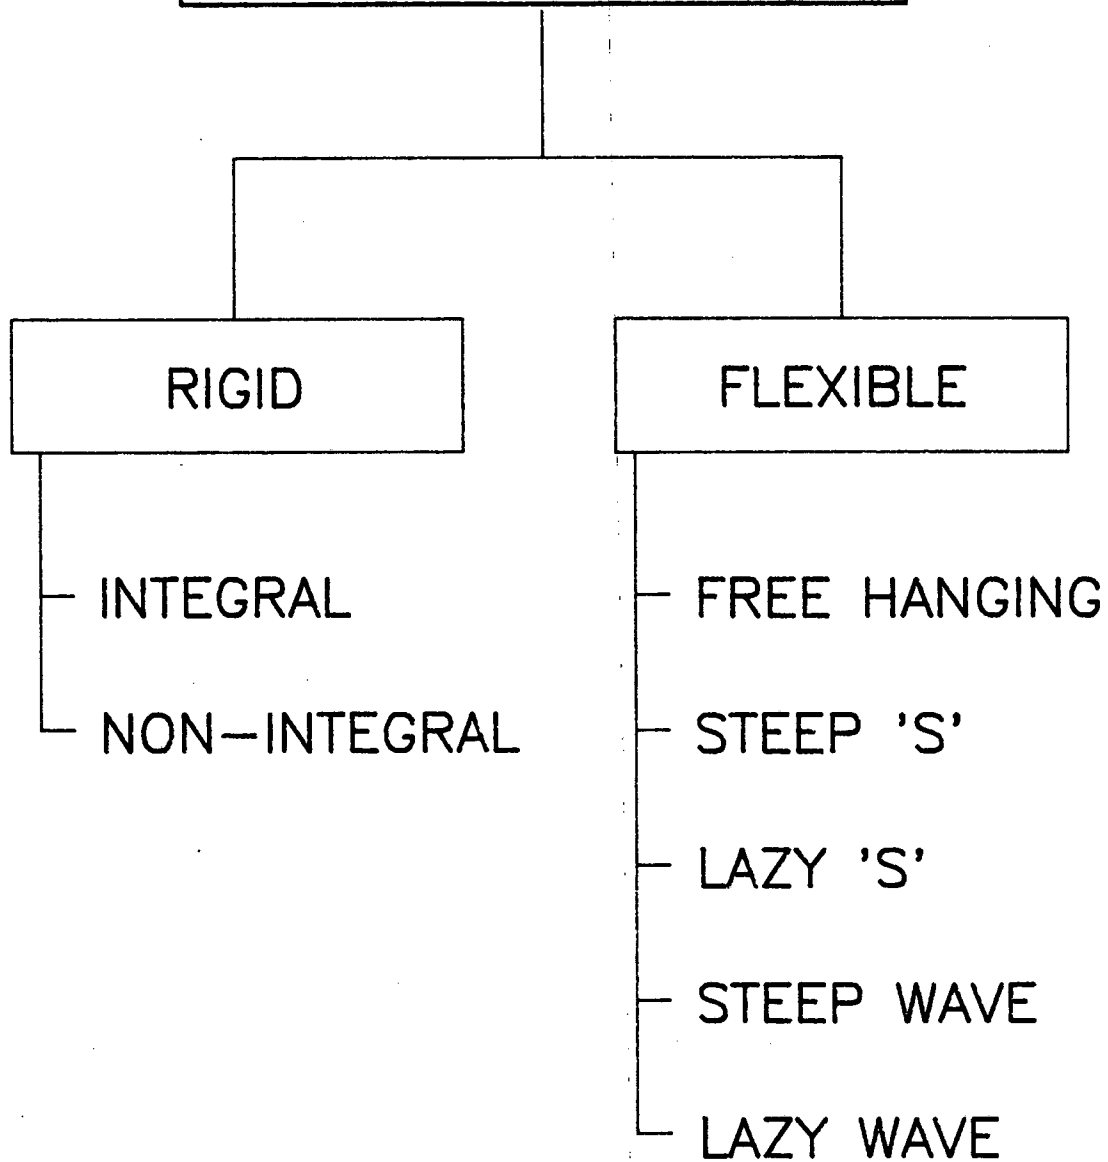 RIGID
FLEXIBLE
INTEGRAL
NON-INTEGRAL
FREE HANGING
STEEP 'S'
LAZY 'S'
STEEP WAVE
LAZY WAVE